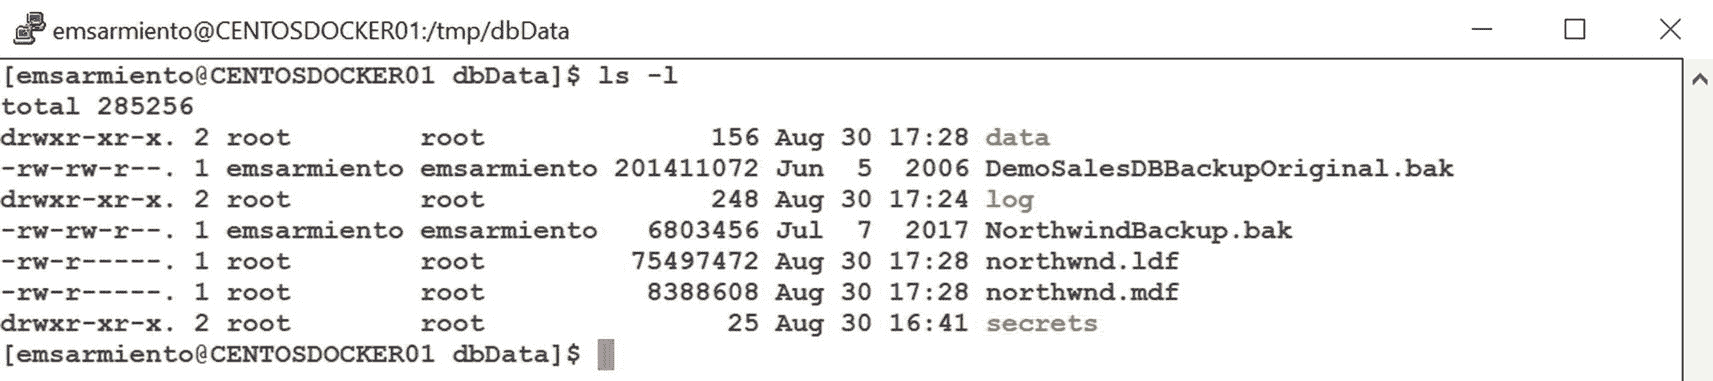 emsarmiento@CENTOSDOCKER01:/tmp/dbData
[emsarmiento@CENTOSDOCKER01 dbData]$ ls -l
total 285256
drwxr-xr-x. 2 root        root              156 Aug 30 17:28 data
-rw-rw-r--. 1 emsarmiento emsarmiento 201411072 Jun  5  2006 DemoSalesDBBackupOriginal.bak
drwxr-xr-x. 2 root        root              248 Aug 30 17:24 log
-rw-rw-r--. 1 emsarmiento emsarmiento   6803456 Jul  7  2017 NorthwindBackup.bak
-rw-r-----. 1 root        root         75497472 Aug 30 17:28 northwnd.ldf
-rw-r-----. 1 root        root          8388608 Aug 30 17:28 northwnd.mdf
drwxr-xr-x. 2 root        root               25 Aug 30 16:41 secrets
[emsarmiento@CENTOSDOCKER01 dbData]$